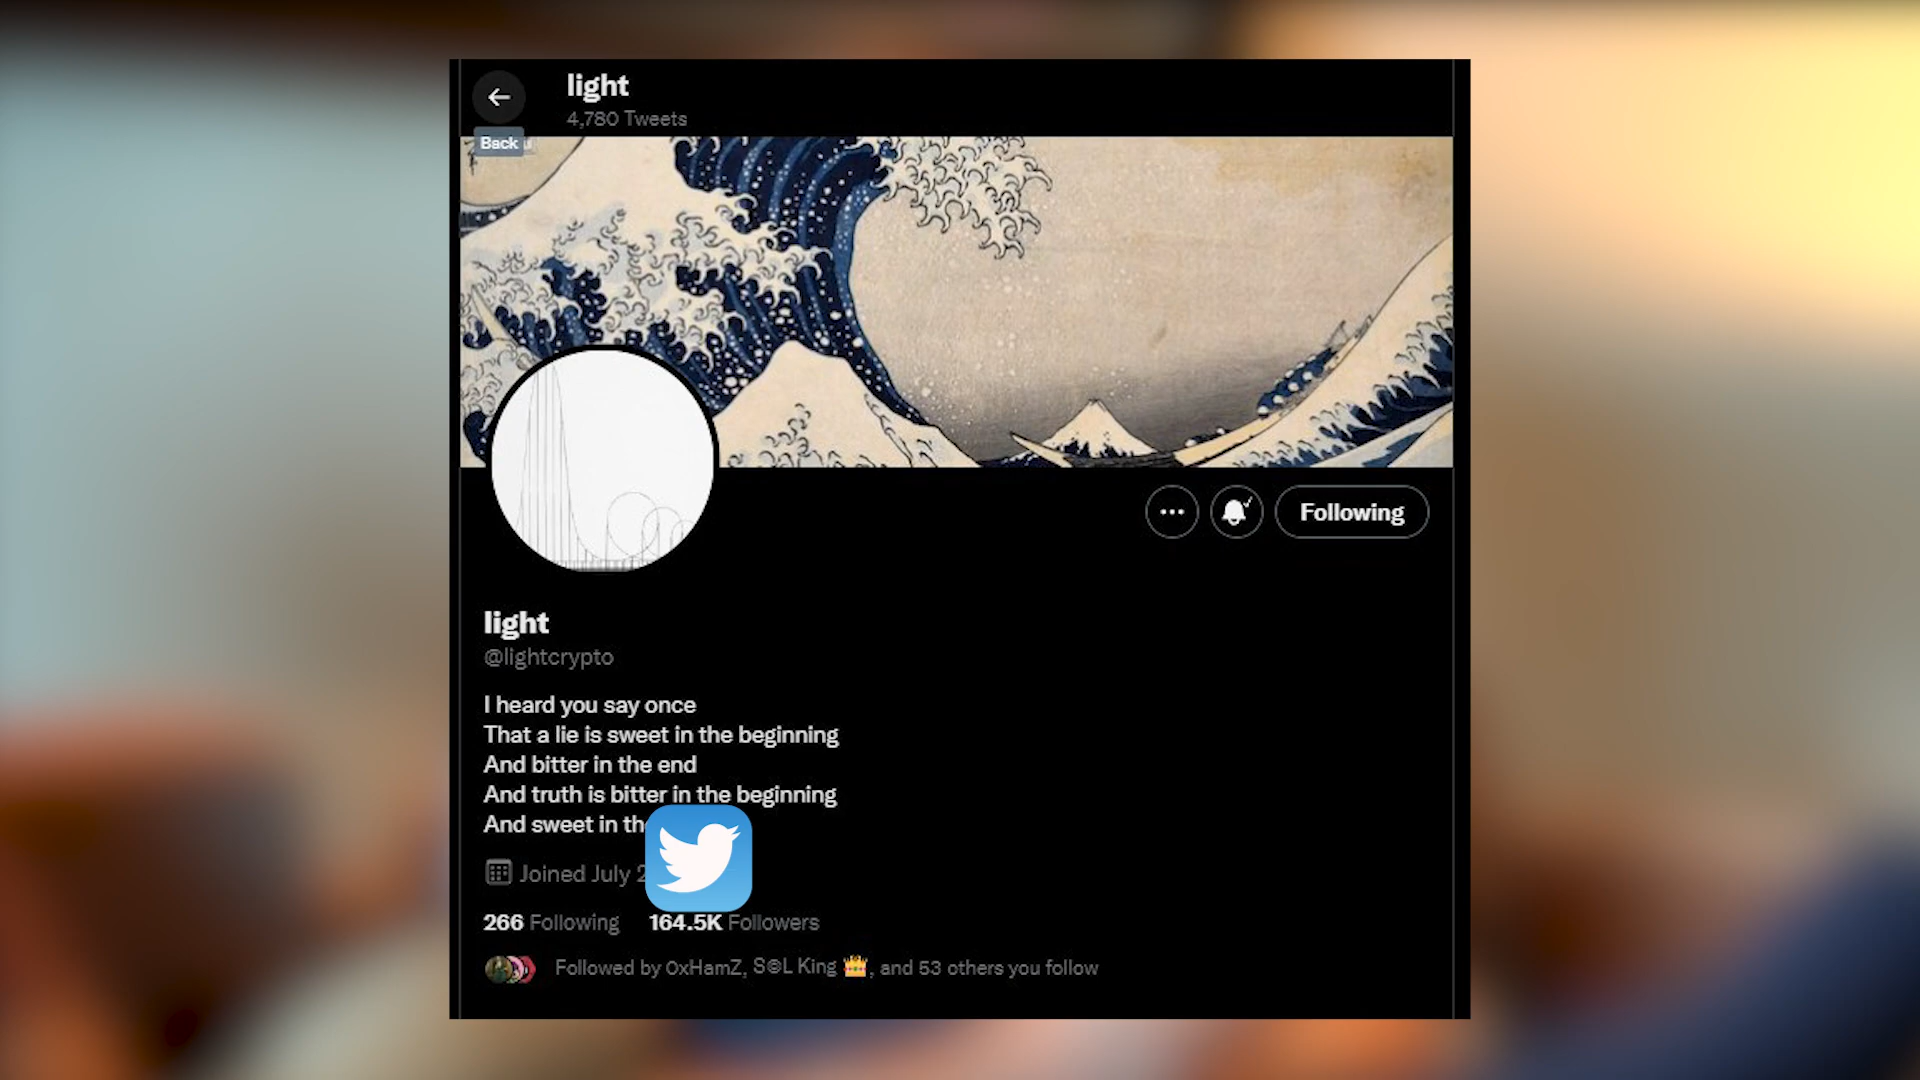 light
4,780 Tweets
Back
Following
light
@lightcrypto
I heard you say once
That a lie is sweet in the beginning
And bitter in the end
And truth is bitter in the beginning
And sweet in
Joined July
266 Following 164.5K Followers
Followed by 0xHamZ, S◎L King 👑, and 53 others you follow